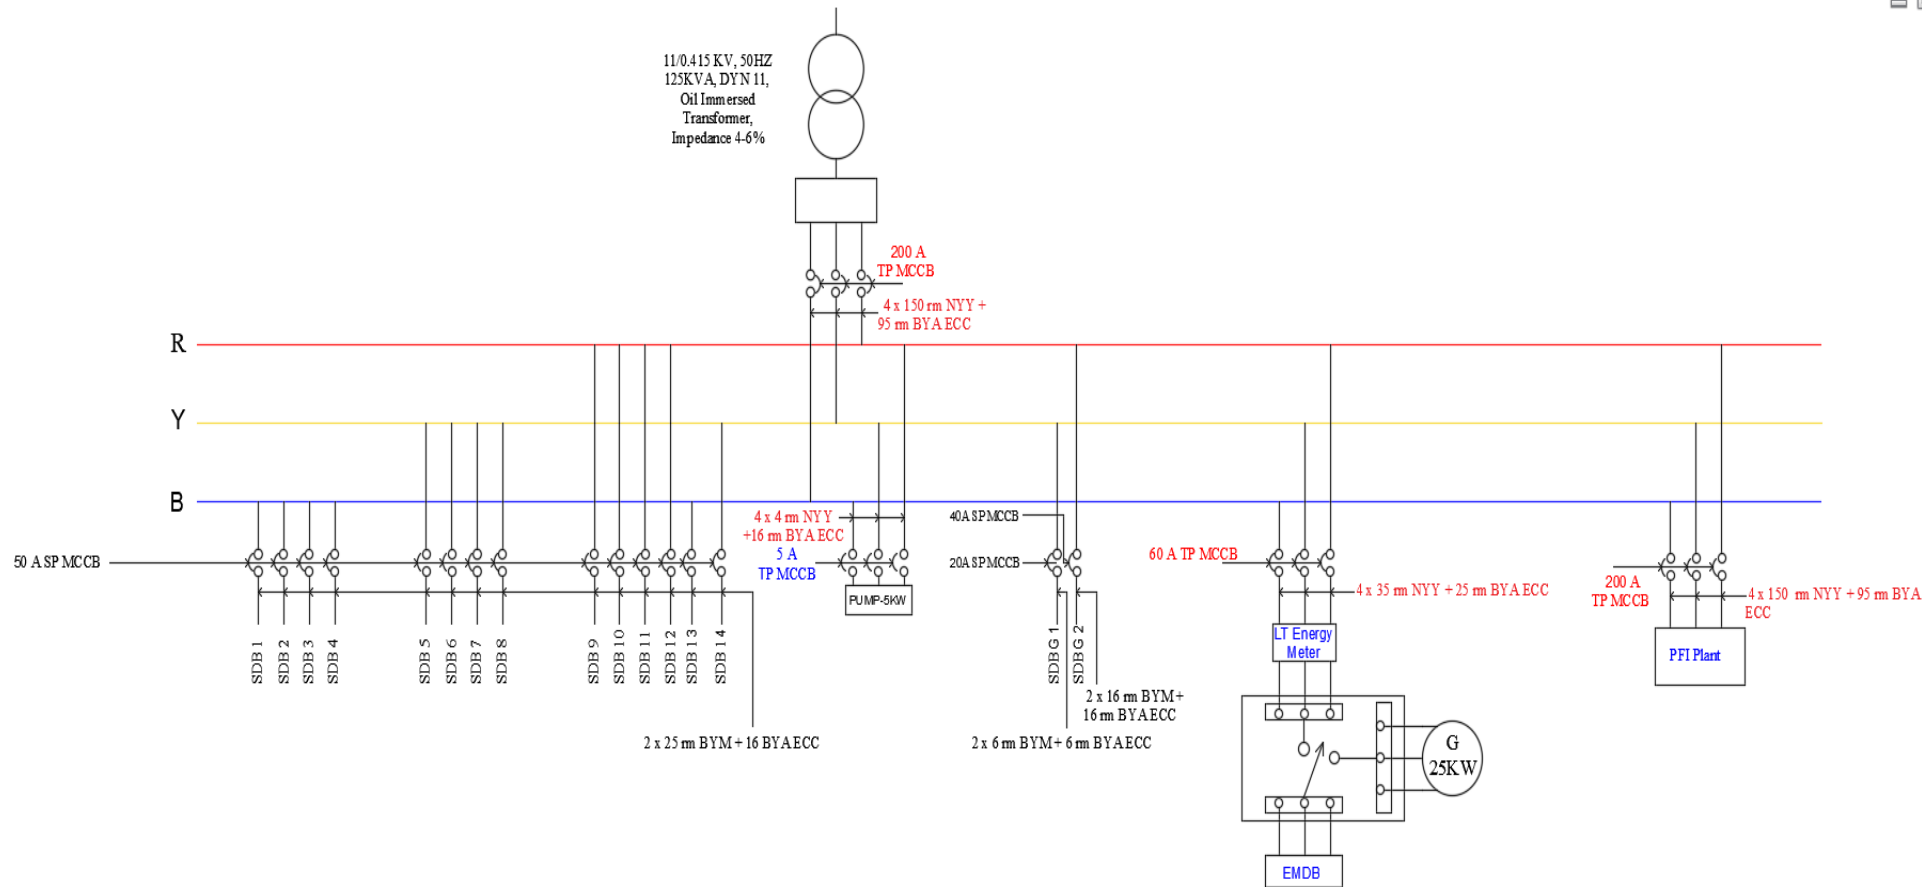 11/0.415 KV, 50HZ
125KVA, DYN 11,
Oil Immersed
Transformer,
Impedance 4-6%
200 A
TP MCCB
4 x 150 rm NYY +
95 rm BYA ECC
R
Y
B
50 A SP MCCB
4 x 4 rm NYY
+16 rm BYA ECC
5 A
TP MCCB
PUMP-5KW
40A SP MCCB
20A SP MCCB
60 A TP MCCB
4 x 35 rm NYY + 25 rm BYA ECC
200 A
TP MCCB
4 x 150 rm NYY + 95 rm BYA
ECC
SDB 1
SDB 2
SDB 3
SDB 4
SDB 5
SDB 6
SDB 7
SDB 8
SDB 9
SDB 10
SDB 11
SDB 12
SDB 13
SDB 14
SDB G 1
SDB G 2
LT Energy
Meter
PFI Plant
2 x 16 rm BYM +
16 rm BYA ECC
2 x 25 rm BYM + 16 BYA ECC
2 x 6 rm BYM + 6 rm BYA ECC
G
25KW
EMDB